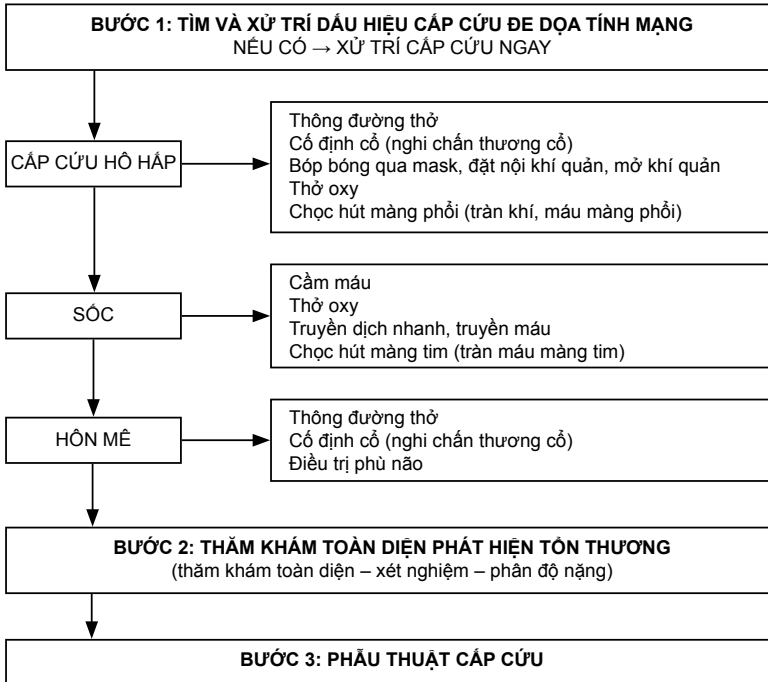 BƯỚC 1: TÌM VÀ XỬ TRÍ DẤU HIỆU CẤP CỨU ĐE DỌA TÍNH MẠNG
NẾU CÓ → XỬ TRÍ CẤP CỨU NGAY
CẤP CỨU HÔ HẤP
Thông đường thở
Cố định cổ (nghi chấn thương cổ)
Bóp bóng qua mask, đặt nội khí quản, mở khí quản
Thở oxy
Chọc hút màng phổi (tràn khí, máu màng phổi)
SỐC
Cầm máu
Thở oxy
Truyền dịch nhanh, truyền máu
Chọc hút màng tim (tràn máu màng tim)
HÔN MÊ
Thông đường thở
Cố định cổ (nghi chấn thương cổ)
Điều trị phù não
BƯỚC 2: THĂM KHÁM TOÀN DIỆN PHÁT HIỆN TỔN THƯƠNG
(thăm khám toàn diện – xét nghiệm – phân độ nặng)
BƯỚC 3: PHẪU THUẬT CẤP CỨU